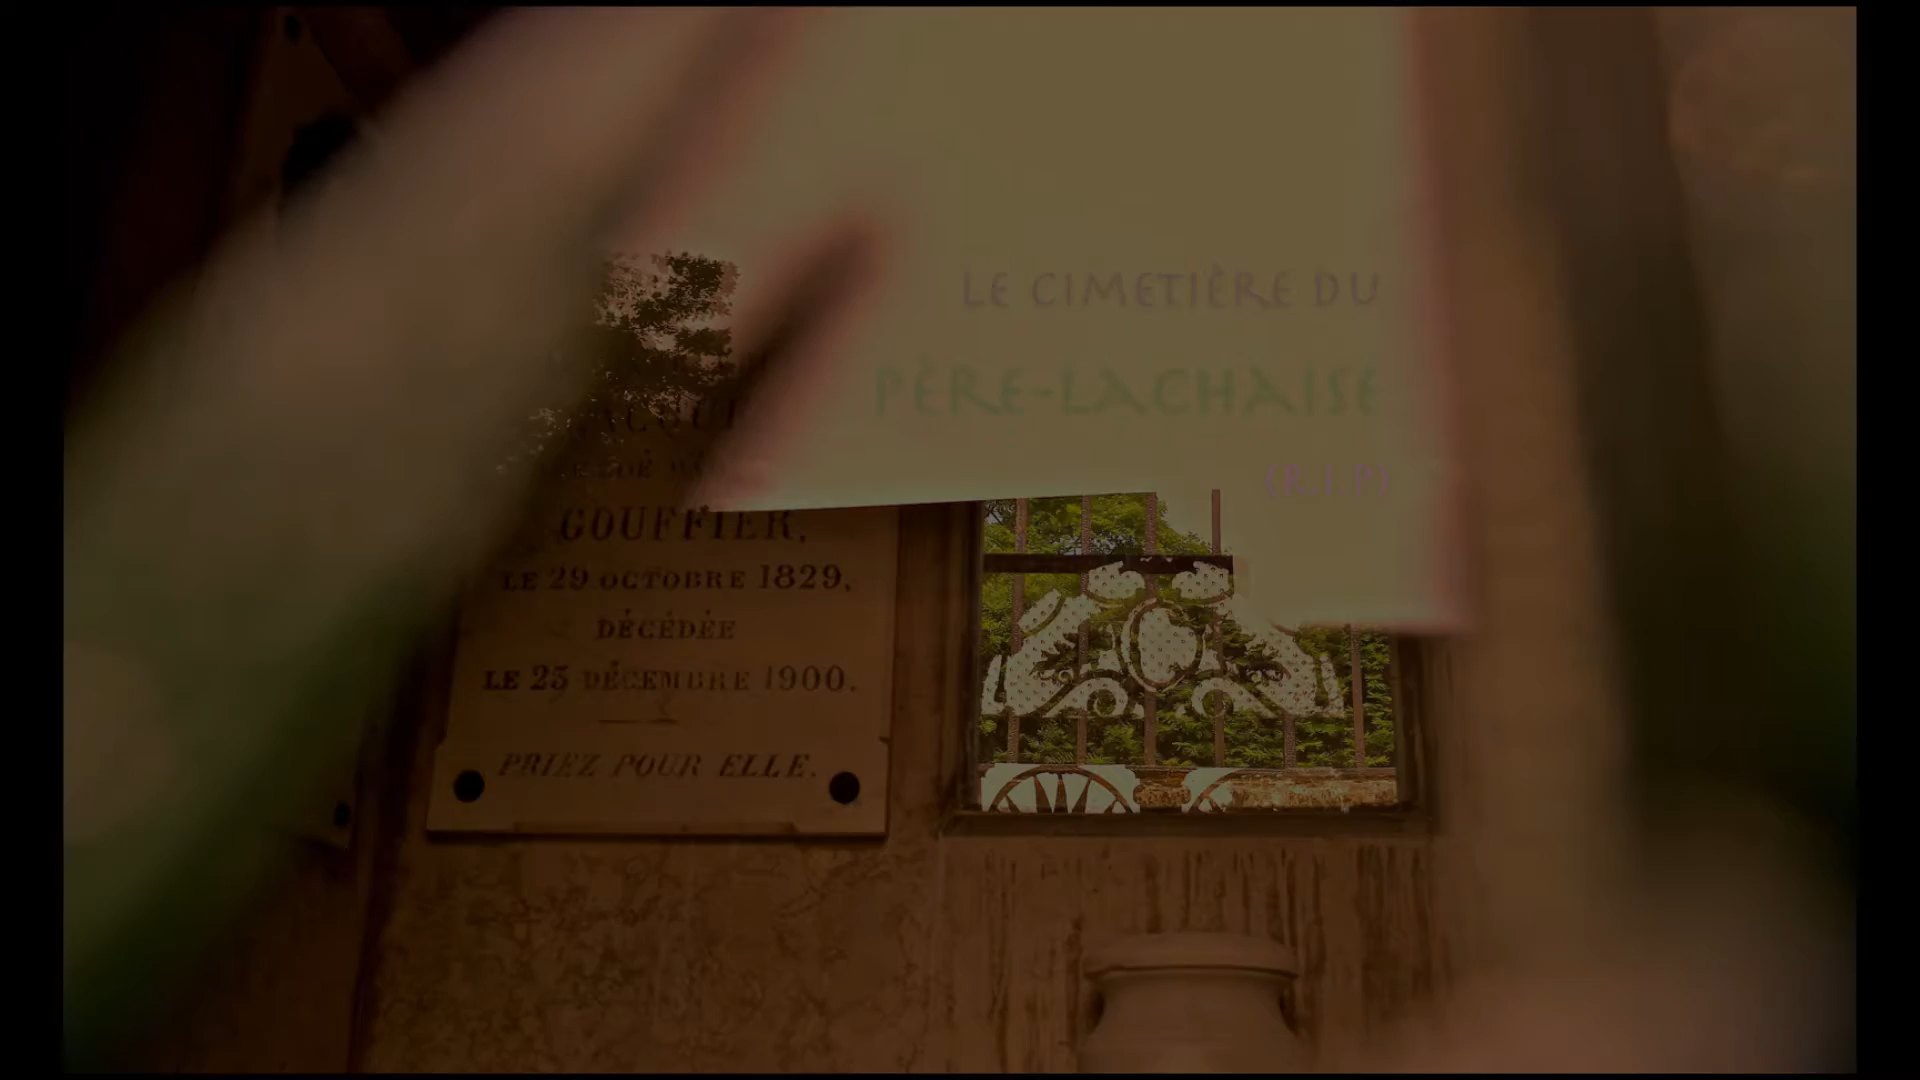 LE CIMETIÈRE DU
PÈRE-LACHAISE
(R.I.P)
GOUFFIER,
LE 29 OCTOBRE 1829,
DÉCÉDÉE
LE 23 DÉCEMBRE 1900.
PRIEZ POUR ELLE.